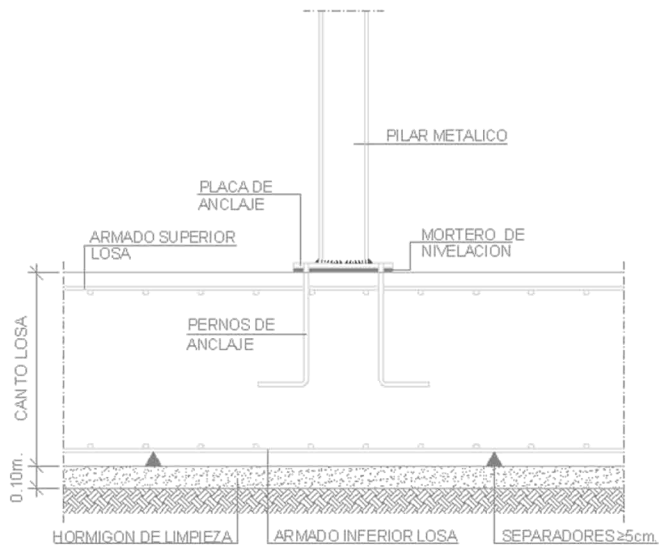 PILAR METALICO
PLACA DE
ANCLAJE
ARMADO SUPERIOR
LOSA
MORTERO DE
NIVELACION
PERNOS DE
ANCLAJE
CANTO LOSA
0.10m.
HORMIGON DE LIMPIEZA
ARMADO INFERIOR LOSA
SEPARADORES ≥5cm